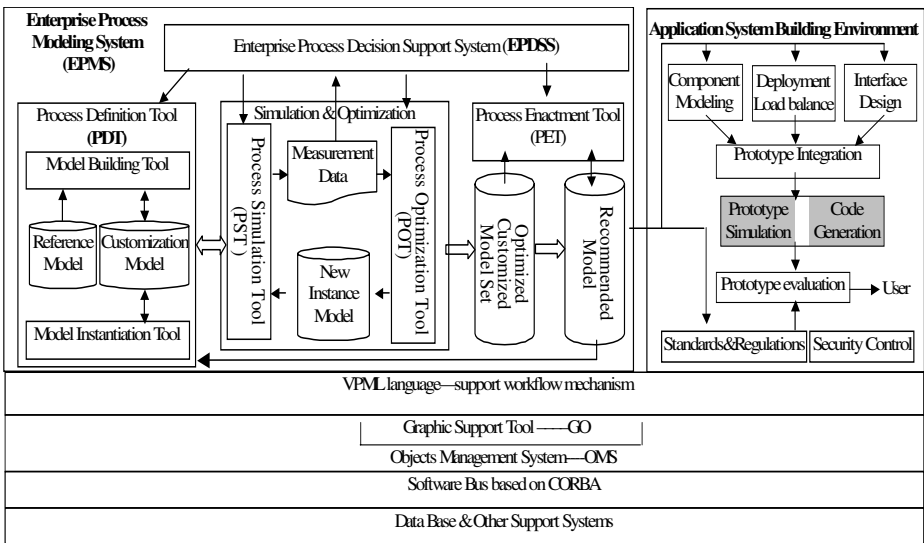 Enterprise Process
Modeling System
(EPMS)
Enterprise Process Decision Support System (EPDSS)
Process Definition Tool
(PDT)
Model Building Tool
Reference
Model
Customization
Model
Model Instantiation Tool
Simulation & Optimization
Process Simulation Tool
(PST)
Measurement
Data
New
Instance
Model
Process Optimization Tool
(POT)
Process Enactment Tool
(PET)
Optimized
Customized
Model Set
Recommended
Model
Application System Building Environment
Component
Modeling
Deployment
Load balance
Interface
Design
Prototype Integration
Prototype
Simulation
Code
Generation
Prototype evaluation
User
Standards&Regulations
Security Control
VPML language—support workflow mechanism
Graphic Support Tool ——GO
Objects Management System—-OMS
Software Bus based on CORBA
Data Base & Other Support Systems